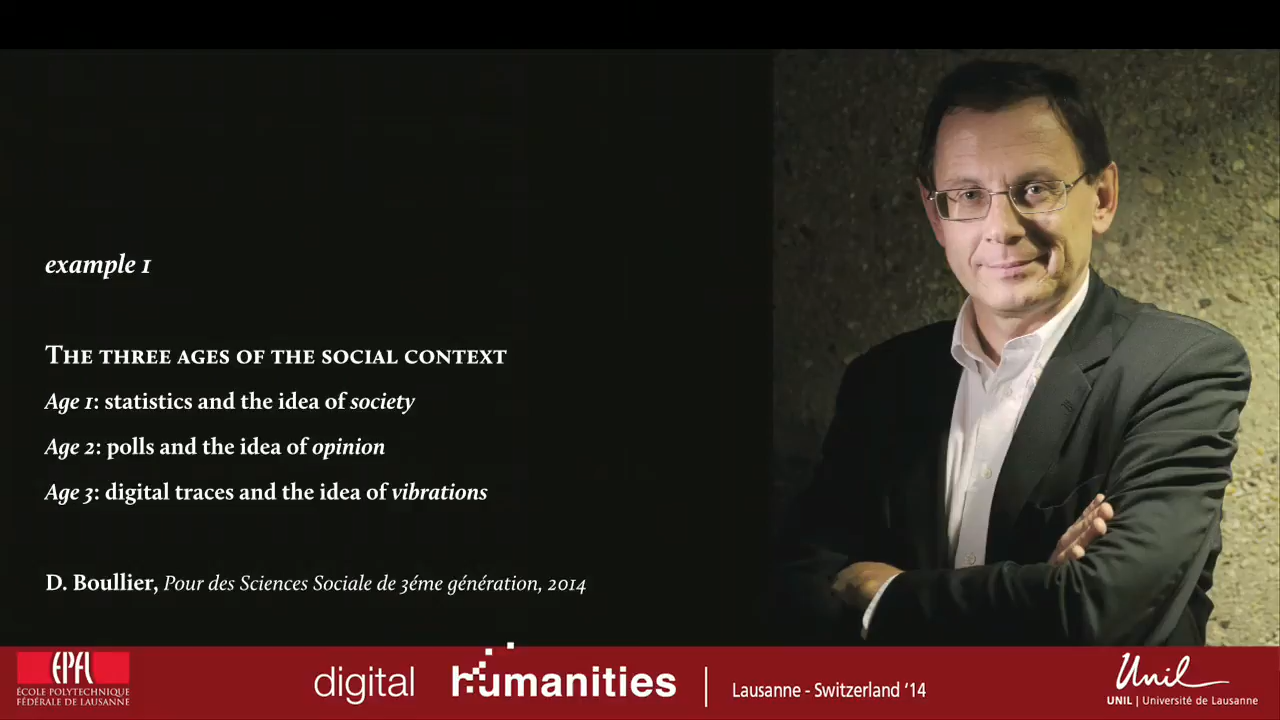 example 1
THE THREE AGES OF THE SOCIAL CONTEXT
Age 1: statistics and the idea of society
Age 2: polls and the idea of opinion
Age 3: digital traces and the idea of vibrations
D. Boullier, Pour des Sciences Sociale de 3éme génération, 2014
EPFL
ÉCOLE POLYTECHNIQUE
FÉDÉRALE DE LAUSANNE
digital humanities | Lausanne - Switzerland '14
Unil
UNIL | Université de Lausanne